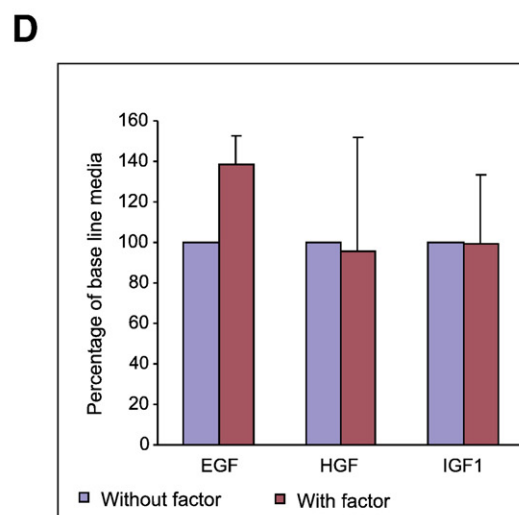 D
Percentage of base line media
160
140
120
100
80
60
40
20
0
EGF HGF IGF1
Without factor With factor